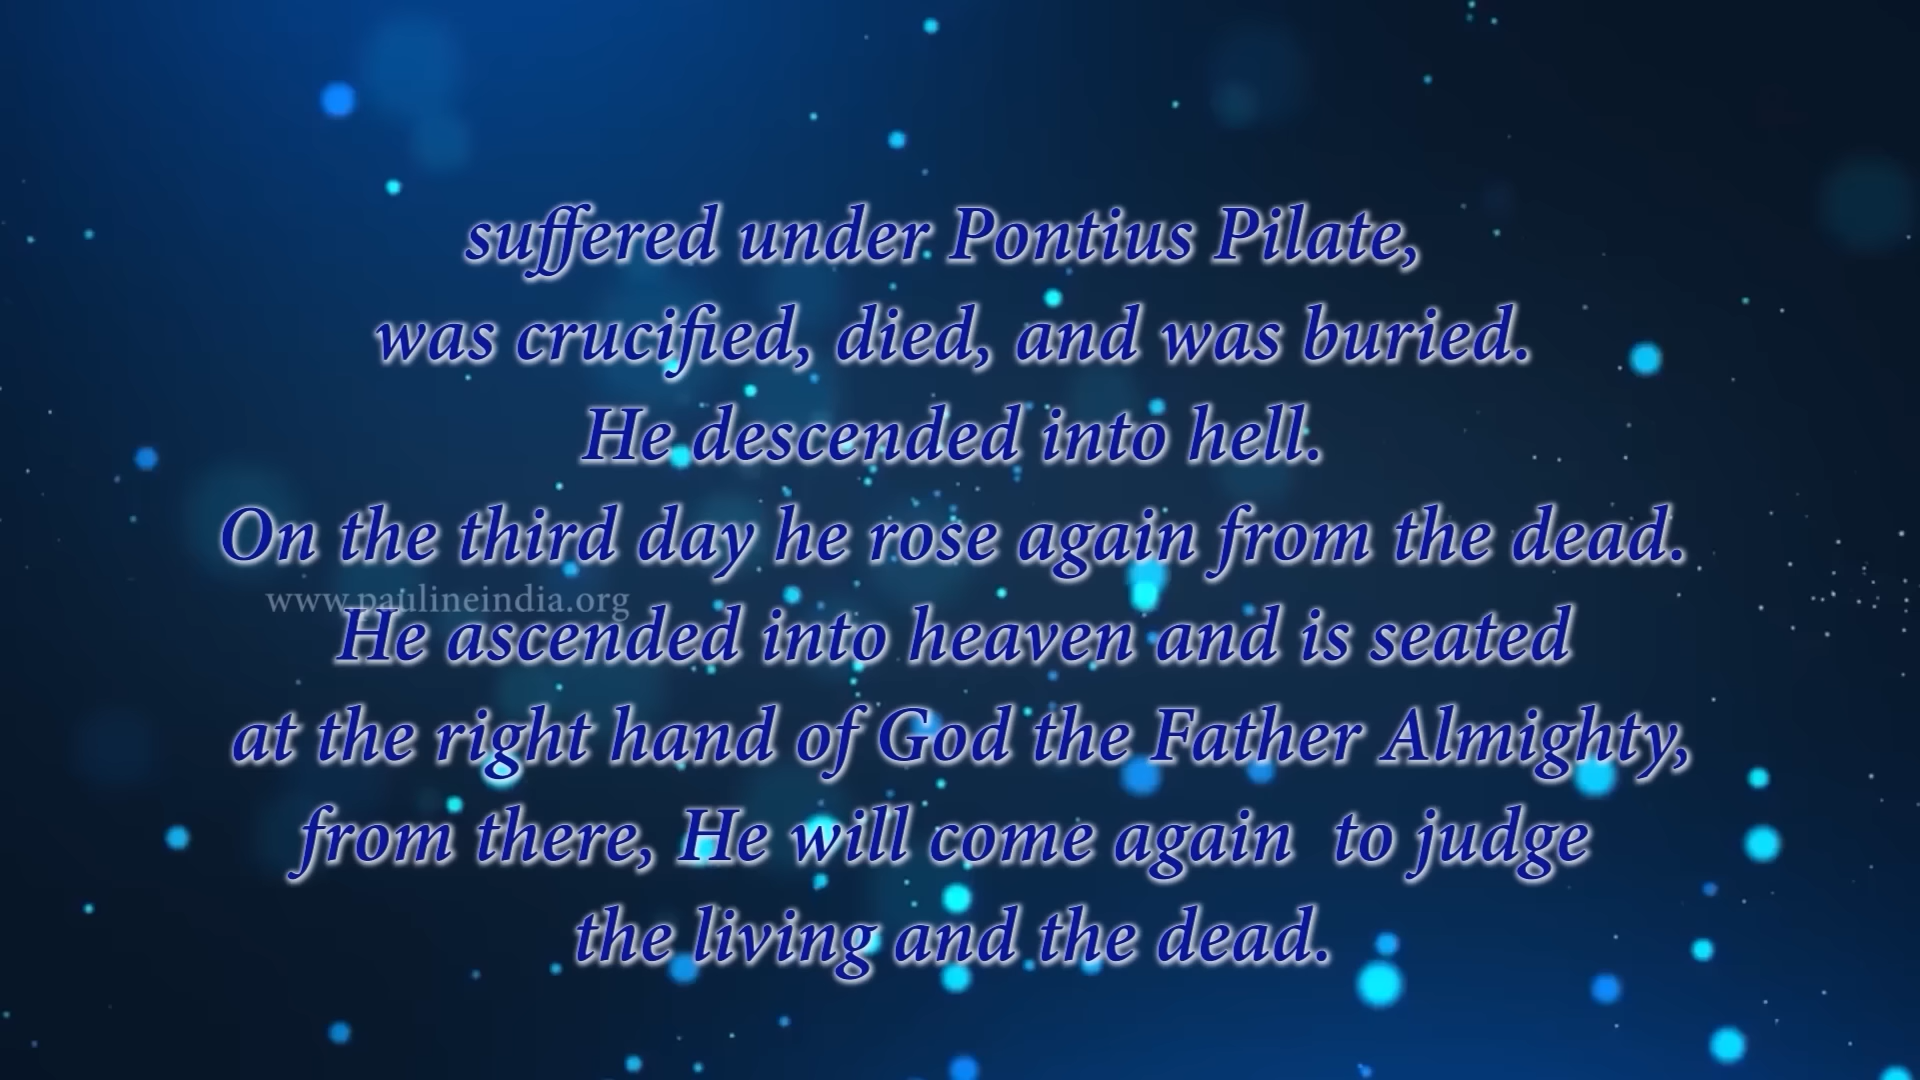 suffered under Pontius Pilate,
was crucified, died, and was buried.
He descended into hell.
On the third day he rose again from the dead.
www.paulineindia.org
He ascended into heaven and is seated
at the right hand of God the Father Almighty,
from there, He will come again  to judge
the living and the dead.